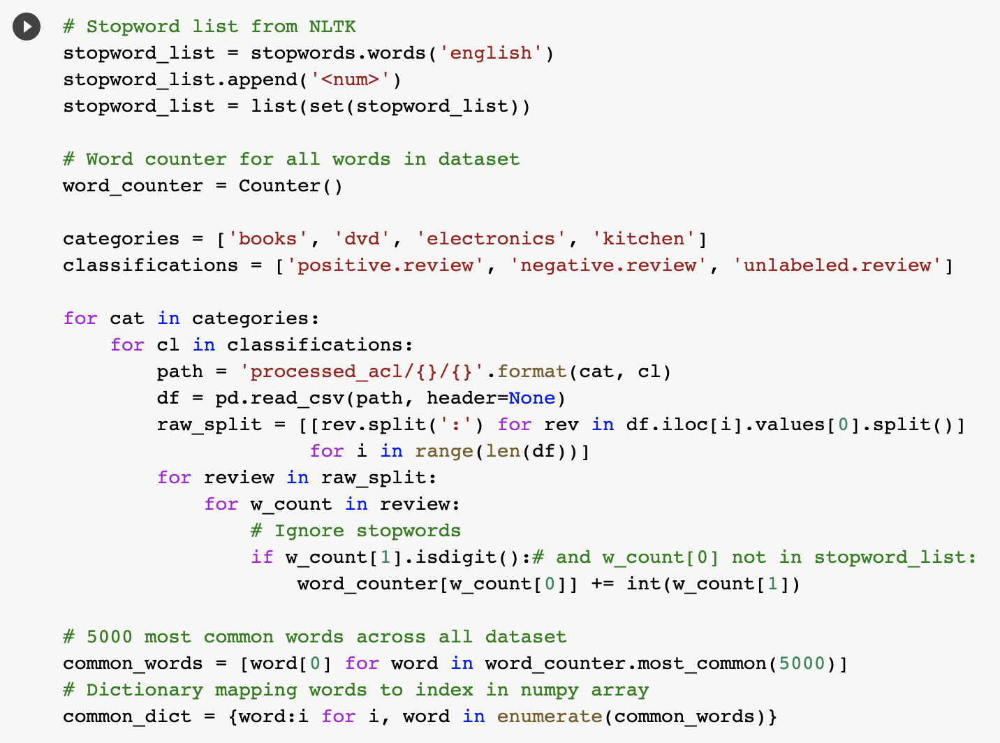 # Stopword list from NLTK
stopword_list = stopwords.words('english')
stopword_list.append('<num>')
stopword_list = list(set(stopword_list))

# Word counter for all words in dataset
word_counter = Counter()

categories = ['books', 'dvd', 'electronics', 'kitchen']
classifications = ['positive.review', 'negative.review', 'unlabeled.review']

for cat in categories:
    for cl in classifications:
        path = 'processed_acl/{}/{}'.format(cat, cl)
        df = pd.read_csv(path, header=None)
        raw_split = [[rev.split(':') for rev in df.iloc[i].values[0].split()]
                     for i in range(len(df))]
        for review in raw_split:
            for w_count in review:
                # Ignore stopwords
                if w_count[1].isdigit():# and w_count[0] not in stopword_list:
                    word_counter[w_count[0]] += int(w_count[1])

# 5000 most common words across all dataset
common_words = [word[0] for word in word_counter.most_common(5000)]
# Dictionary mapping words to index in numpy array
common_dict = {word:i for i, word in enumerate(common_words)}